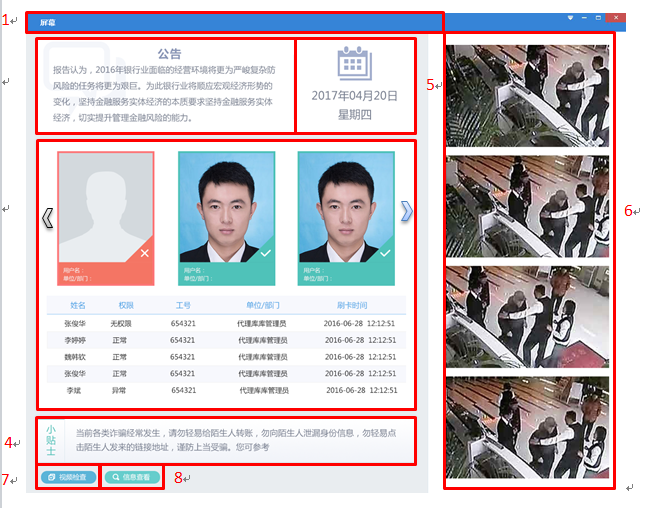 1
屏幕
公告
报告认为，2016年银行业面临的经营环境将更为严峻复杂防
风险的任务将更为艰巨。为此银行业将顺应宏观经济形势的
变化，坚持金融服务实体经济的本质要求坚持金融服务实体
经济，切实提升管理金融风险的能力。
2017年04月20日
星期四
5
6
用户名：
单位/部门：
用户名：
单位/部门：
用户名：
单位/部门：
姓名 权限 工号 单位/部门 刷卡时间
张俊华 无权限 654321 代理库库管理员 2016-06-28 12:12:51
李婷婷 正常 654321 代理库库管理员 2016-06-28 12:12:51
魏韩钦 正常 654321 代理库库管理员 2016-06-28 12:12:51
张俊华 正常 654321 代理库库管理员 2016-06-28 12:12:51
李斌 异常 654321 代理库库管理员 2016-06-28 12:12:51
4
小贴士
当前各类诈骗经常发生，请勿轻易给陌生人转账，勿向陌生人泄漏身份信息，勿轻易点
击陌生人发来的链接地址，谨防上当受骗。您可参考
7
视频检查
信息查看
8